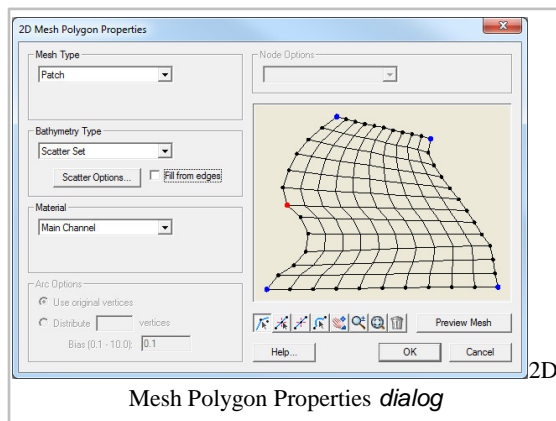 2D Mesh Polygon Properties
Mesh Type
Patch
Node Options
Bathymetry Type
Scatter Set
Scatter Options...
Fill from edges
Material
Main Channel
Arc Options
Use original vertices
Distribute vertices
Bias (0.1 - 10.0): 0.1
Preview Mesh
Help...
OK
Cancel
2D
Mesh Polygon Properties dialog